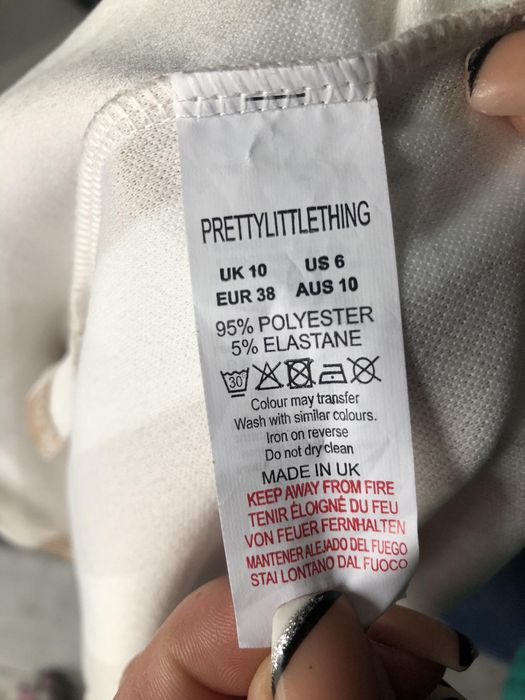 PRETTYLITTLETHING
UK 10 US 6
EUR 38 AUS 10
95% POLYESTER
5% ELASTANE
30
Colour may transfer
Wash with similar colours.
Iron on reverse
Do not dry clean
MADE IN UK
KEEP AWAY FROM FIRE
TENIR ÉLOIGNÉ DU FEU
VON FEUER FERNHALTEN
MANTENER ALEJADO DEL FUEGO
STAI LONTANO DAL FUOCO